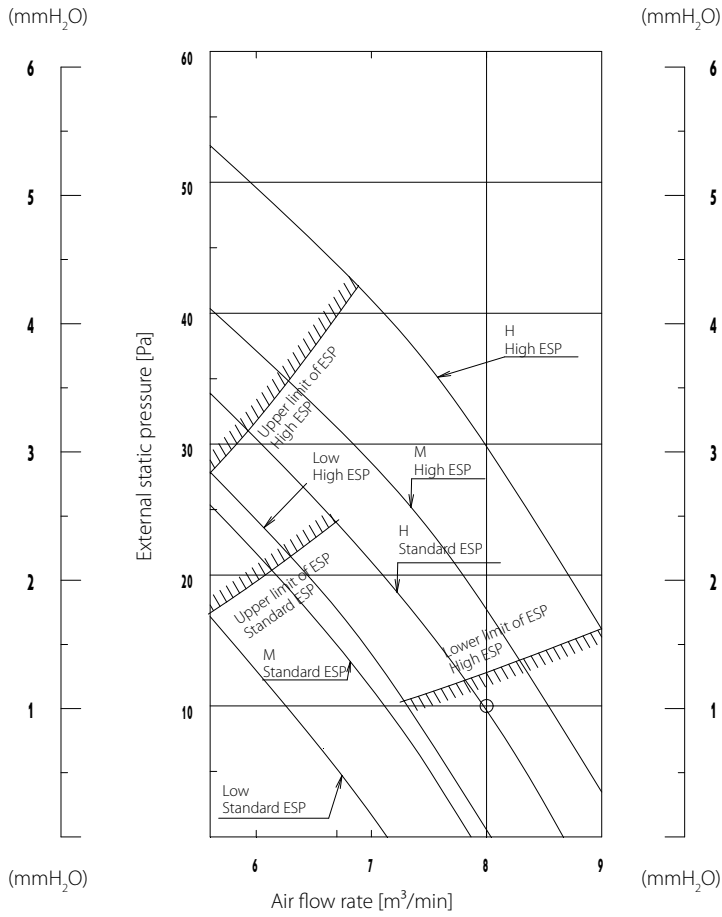 (mmH₂O)
(mmH₂O)
6
5
4
3
2
1
60
50
40
30
20
10
6
5
4
3
2
1
External static pressure [Pa]
H
High ESP
Upper limit of ESP
High ESP
Low
High ESP
M
High ESP
H
Standard ESP
Upper limit of ESP
Standard ESP
Lower limit of ESP
High ESP
M
Standard ESP
Low
Standard ESP
6
7
8
9
(mmH₂O)
(mmH₂O)
Air flow rate [m³/min]